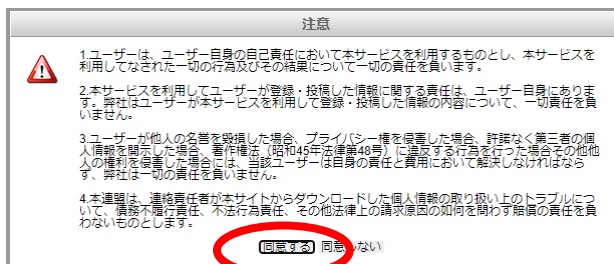 注意
1.ユーザーは、ユーザー自身の自己責任において本サービスを利用するものとし、本サービスを
利用してなされた一切の行為及びその結果について一切の責任を負います。
2.本サービスを利用してユーザーが登録・投稿した情報に関する責任は、ユーザー自身にありま
す。弊社はユーザーが本サービスを利用して登録・投稿した情報の内容について、一切責任を負
いません。
3.ユーザーが他人の名誉を毀損した場合、プライバシー権を侵害した場合、許諾なく第三者の個
人情報を開示した場合、著作権法（昭和45年法律第48号）に違反する行為を行った場合その他他
人の権利を侵害した場合には、当該ユーザーは自身の責任と費用において解決しなければなら
ず、弊社は一切の責任を負いません。
4.本連盟は、連絡責任者が本サイトからダウンロードした個人情報の取り扱い上のトラブルにつ
いて、債務不履行責任、不法行為責任、その他法律上の請求原因の如何を問わず賠償の責任を負
わないものとします。
同意する 同意しない